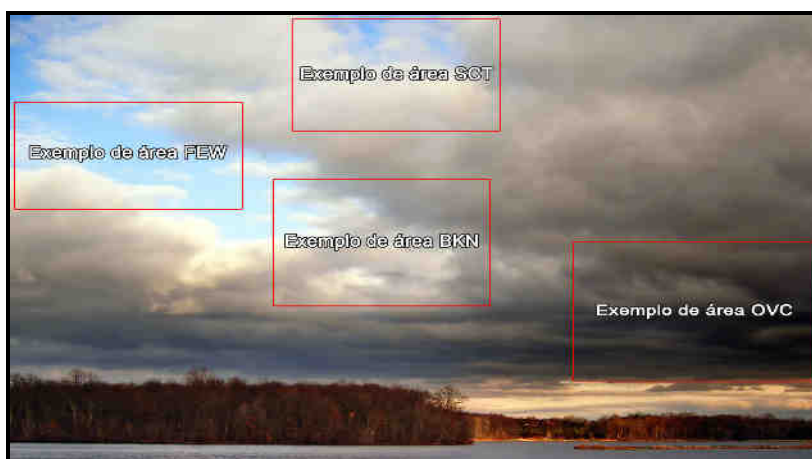 Exemplo de área SCT
Exemplo de área FEW
Exemplo de área BKN
Exemplo de área OVC